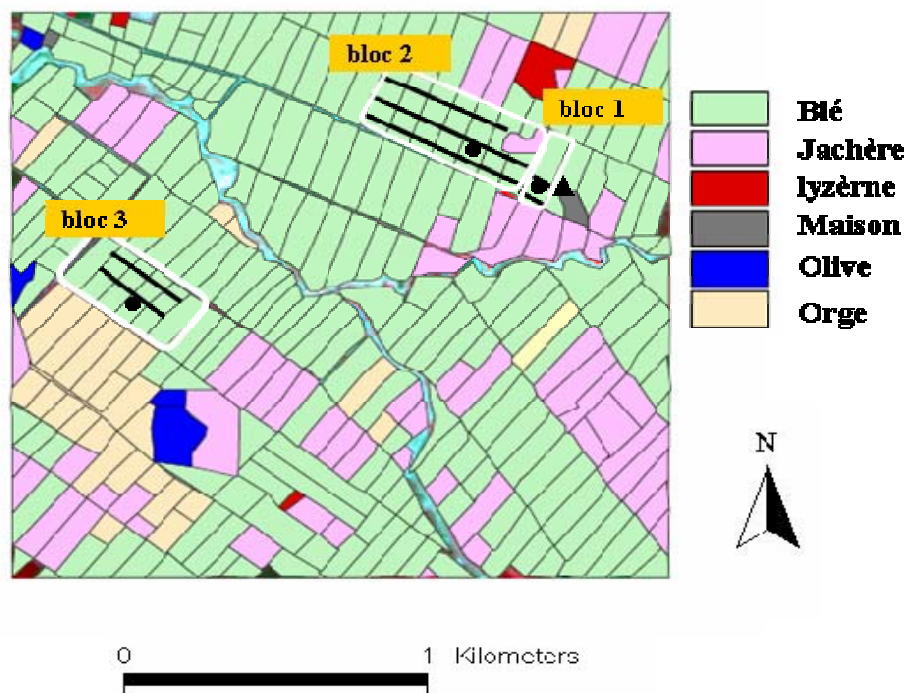 bloc 2
bloc 1
bloc 3
Blé
Jachère
lyzèrne
Maison
Olive
Orge
N
0 1 Kilometers